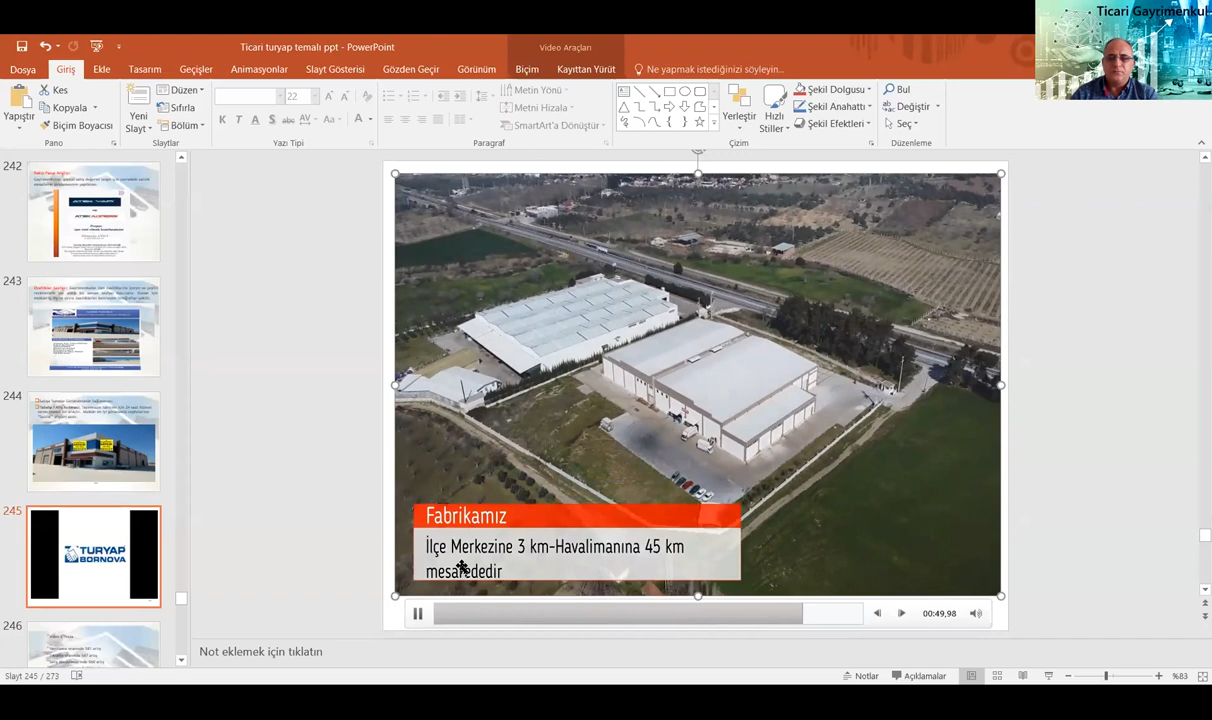 Ticari Gayrimenkul
Ticari turyap temalı ppt - PowerPoint
Video Araçları
Dosya
Giriş
Ekle
Tasarım
Geçişler
Animasyonlar
Slayt Gösterisi
Gözden Geçir
Görünüm
Biçim
Kayıttan Yürüt
Ne yapmak istediğinizi söyleyin...
Yapıştır
Kes
Kopyala
Biçim Boyacısı
Pano
Yeni
Slayt
Düzen
Sıfırla
Bölüm
Slaytlar
22
K T A S abc AV Aa A
Yazı Tipi
Metin Yönü
Metni Hizala
SmartArt'a Dönüştür
Paragraf
Yerleştir
Hızlı
Stiller
Şekil Dolgusu
Şekil Anahattı
Şekil Efektleri
Çizim
Bul
Değiştir
Seç
Düzenleme
242
243
244
245
TURYAP
BORNOVA
246
Fabrikamız
İlçe Merkezine 3 km-Havalimanına 45 km
mesafededir
00:49,98
Not eklemek için tıklatın
Slayt 245 / 273
Notlar
Açıklamalar
%83